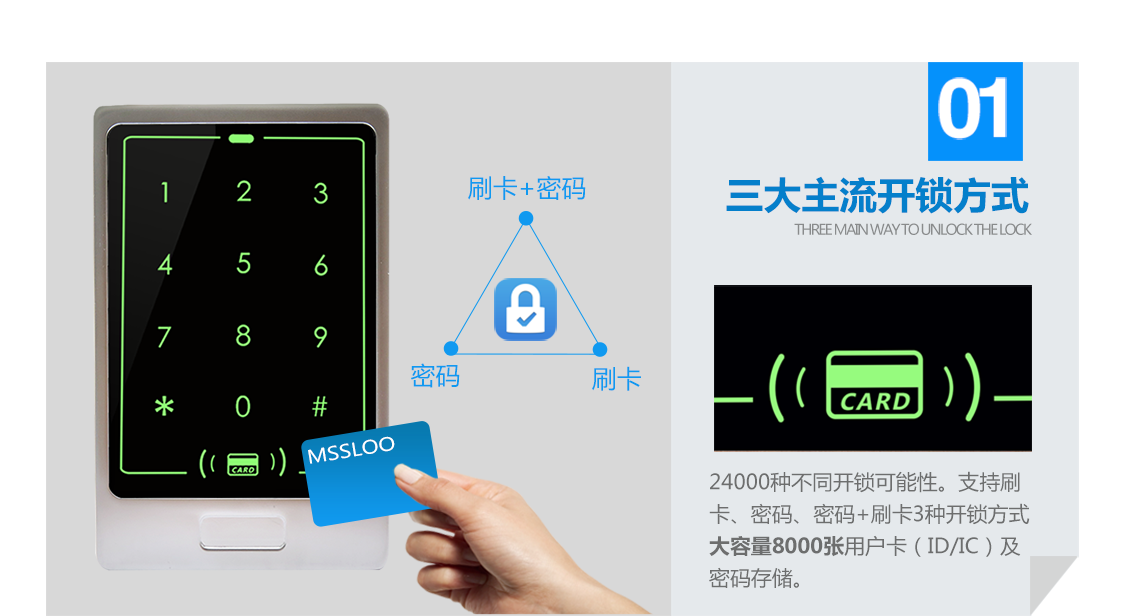 01
三大主流开锁方式
THREE MAIN WAY TO UNLOCK THE LOCK
刷卡+密码
密码
刷卡
1 2 3
4 5 6
7 8 9
* 0 #
CARD
MSSLOO
CARD
24000种不同开锁可能性。支持刷
卡、密码、密码+刷卡3种开锁方式
大容量8000张用户卡（ID/IC）及
密码存储。